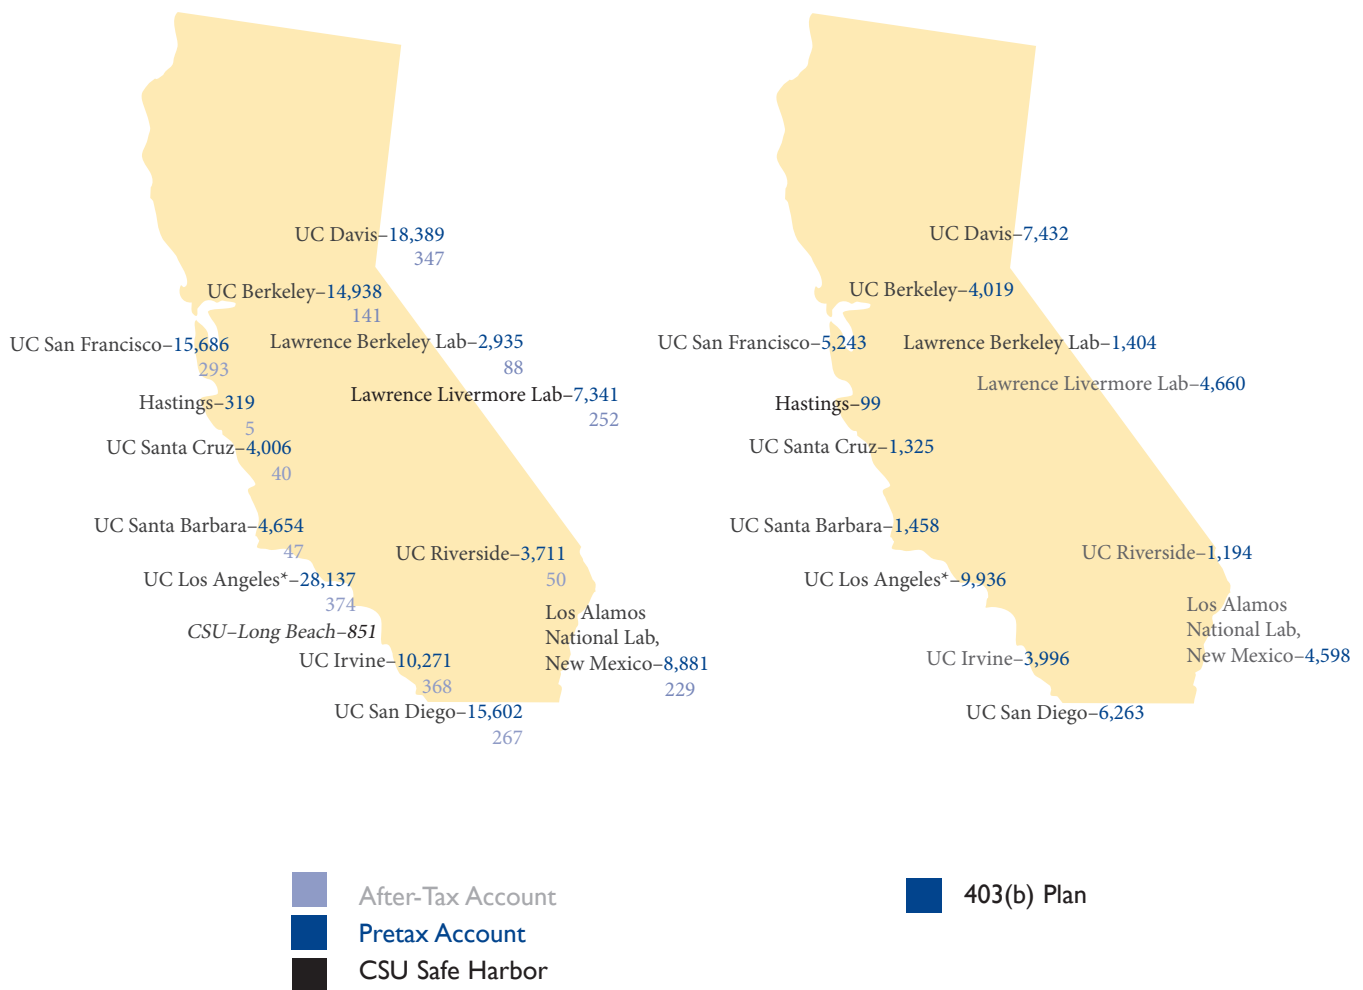 UC Davis–18,389
347
UC Berkeley–14,938
141
UC San Francisco–15,686
293
Lawrence Berkeley Lab–2,935
88
Lawrence Livermore Lab–7,341
252
Hastings–319
5
UC Santa Cruz–4,006
40
UC Santa Barbara–4,654
47
UC Riverside–3,711
50
UC Los Angeles*–28,137
374
CSU–Long Beach–851
Los Alamos
National Lab,
New Mexico–8,881
229
UC Irvine–10,271
368
UC San Diego–15,602
267
After-Tax Account
Pretax Account
CSU Safe Harbor
UC Davis–7,432
UC Berkeley–4,019
UC San Francisco–5,243
Lawrence Berkeley Lab–1,404
Lawrence Livermore Lab–4,660
Hastings–99
UC Santa Cruz–1,325
UC Santa Barbara–1,458
UC Riverside–1,194
UC Los Angeles*–9,936
Los Alamos
National Lab,
New Mexico–4,598
UC Irvine–3,996
UC San Diego–6,263
403(b) Plan